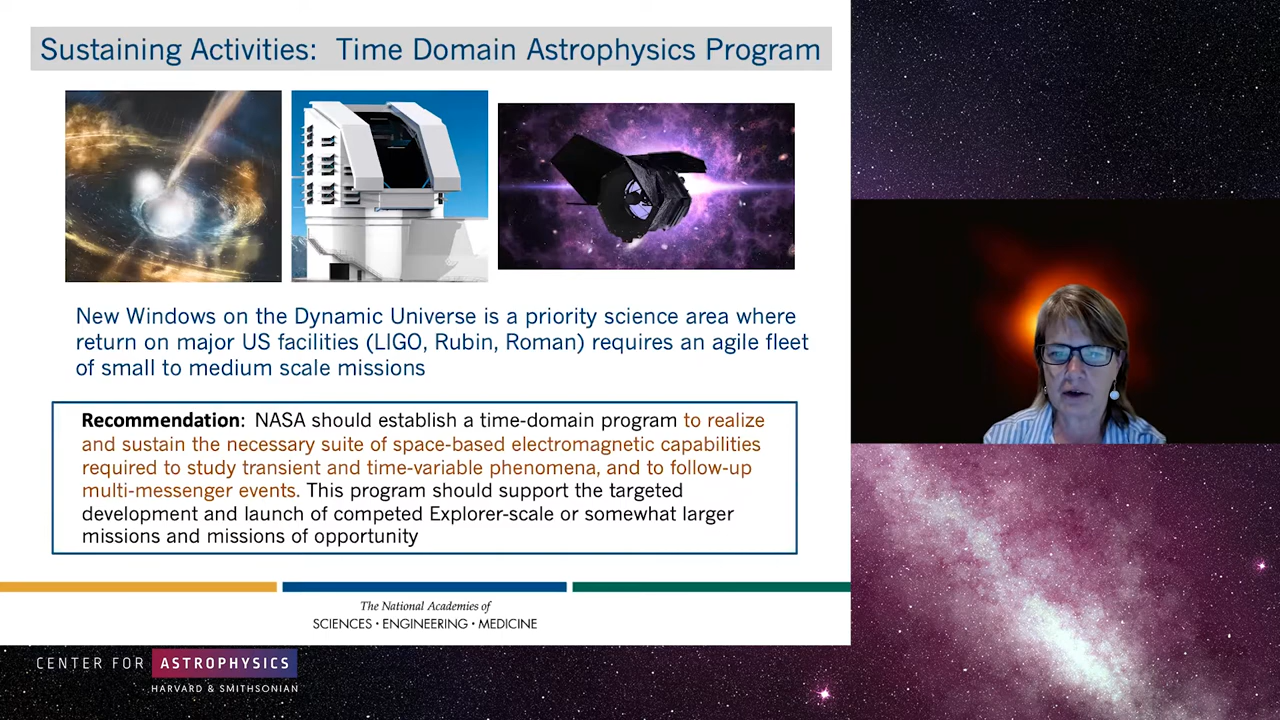 Sustaining Activities: Time Domain Astrophysics Program
New Windows on the Dynamic Universe is a priority science area where
return on major US facilities (LIGO, Rubin, Roman) requires an agile fleet
of small to medium scale missions
Recommendation: NASA should establish a time-domain program to realize
and sustain the necessary suite of space-based electromagnetic capabilities
required to study transient and time-variable phenomena, and to follow-up
multi-messenger events. This program should support the targeted
development and launch of competed Explorer-scale or somewhat larger
missions and missions of opportunity
The National Academies of
SCIENCES • ENGINEERING • MEDICINE
CENTER FOR ASTROPHYSICS
HARVARD & SMITHSONIAN